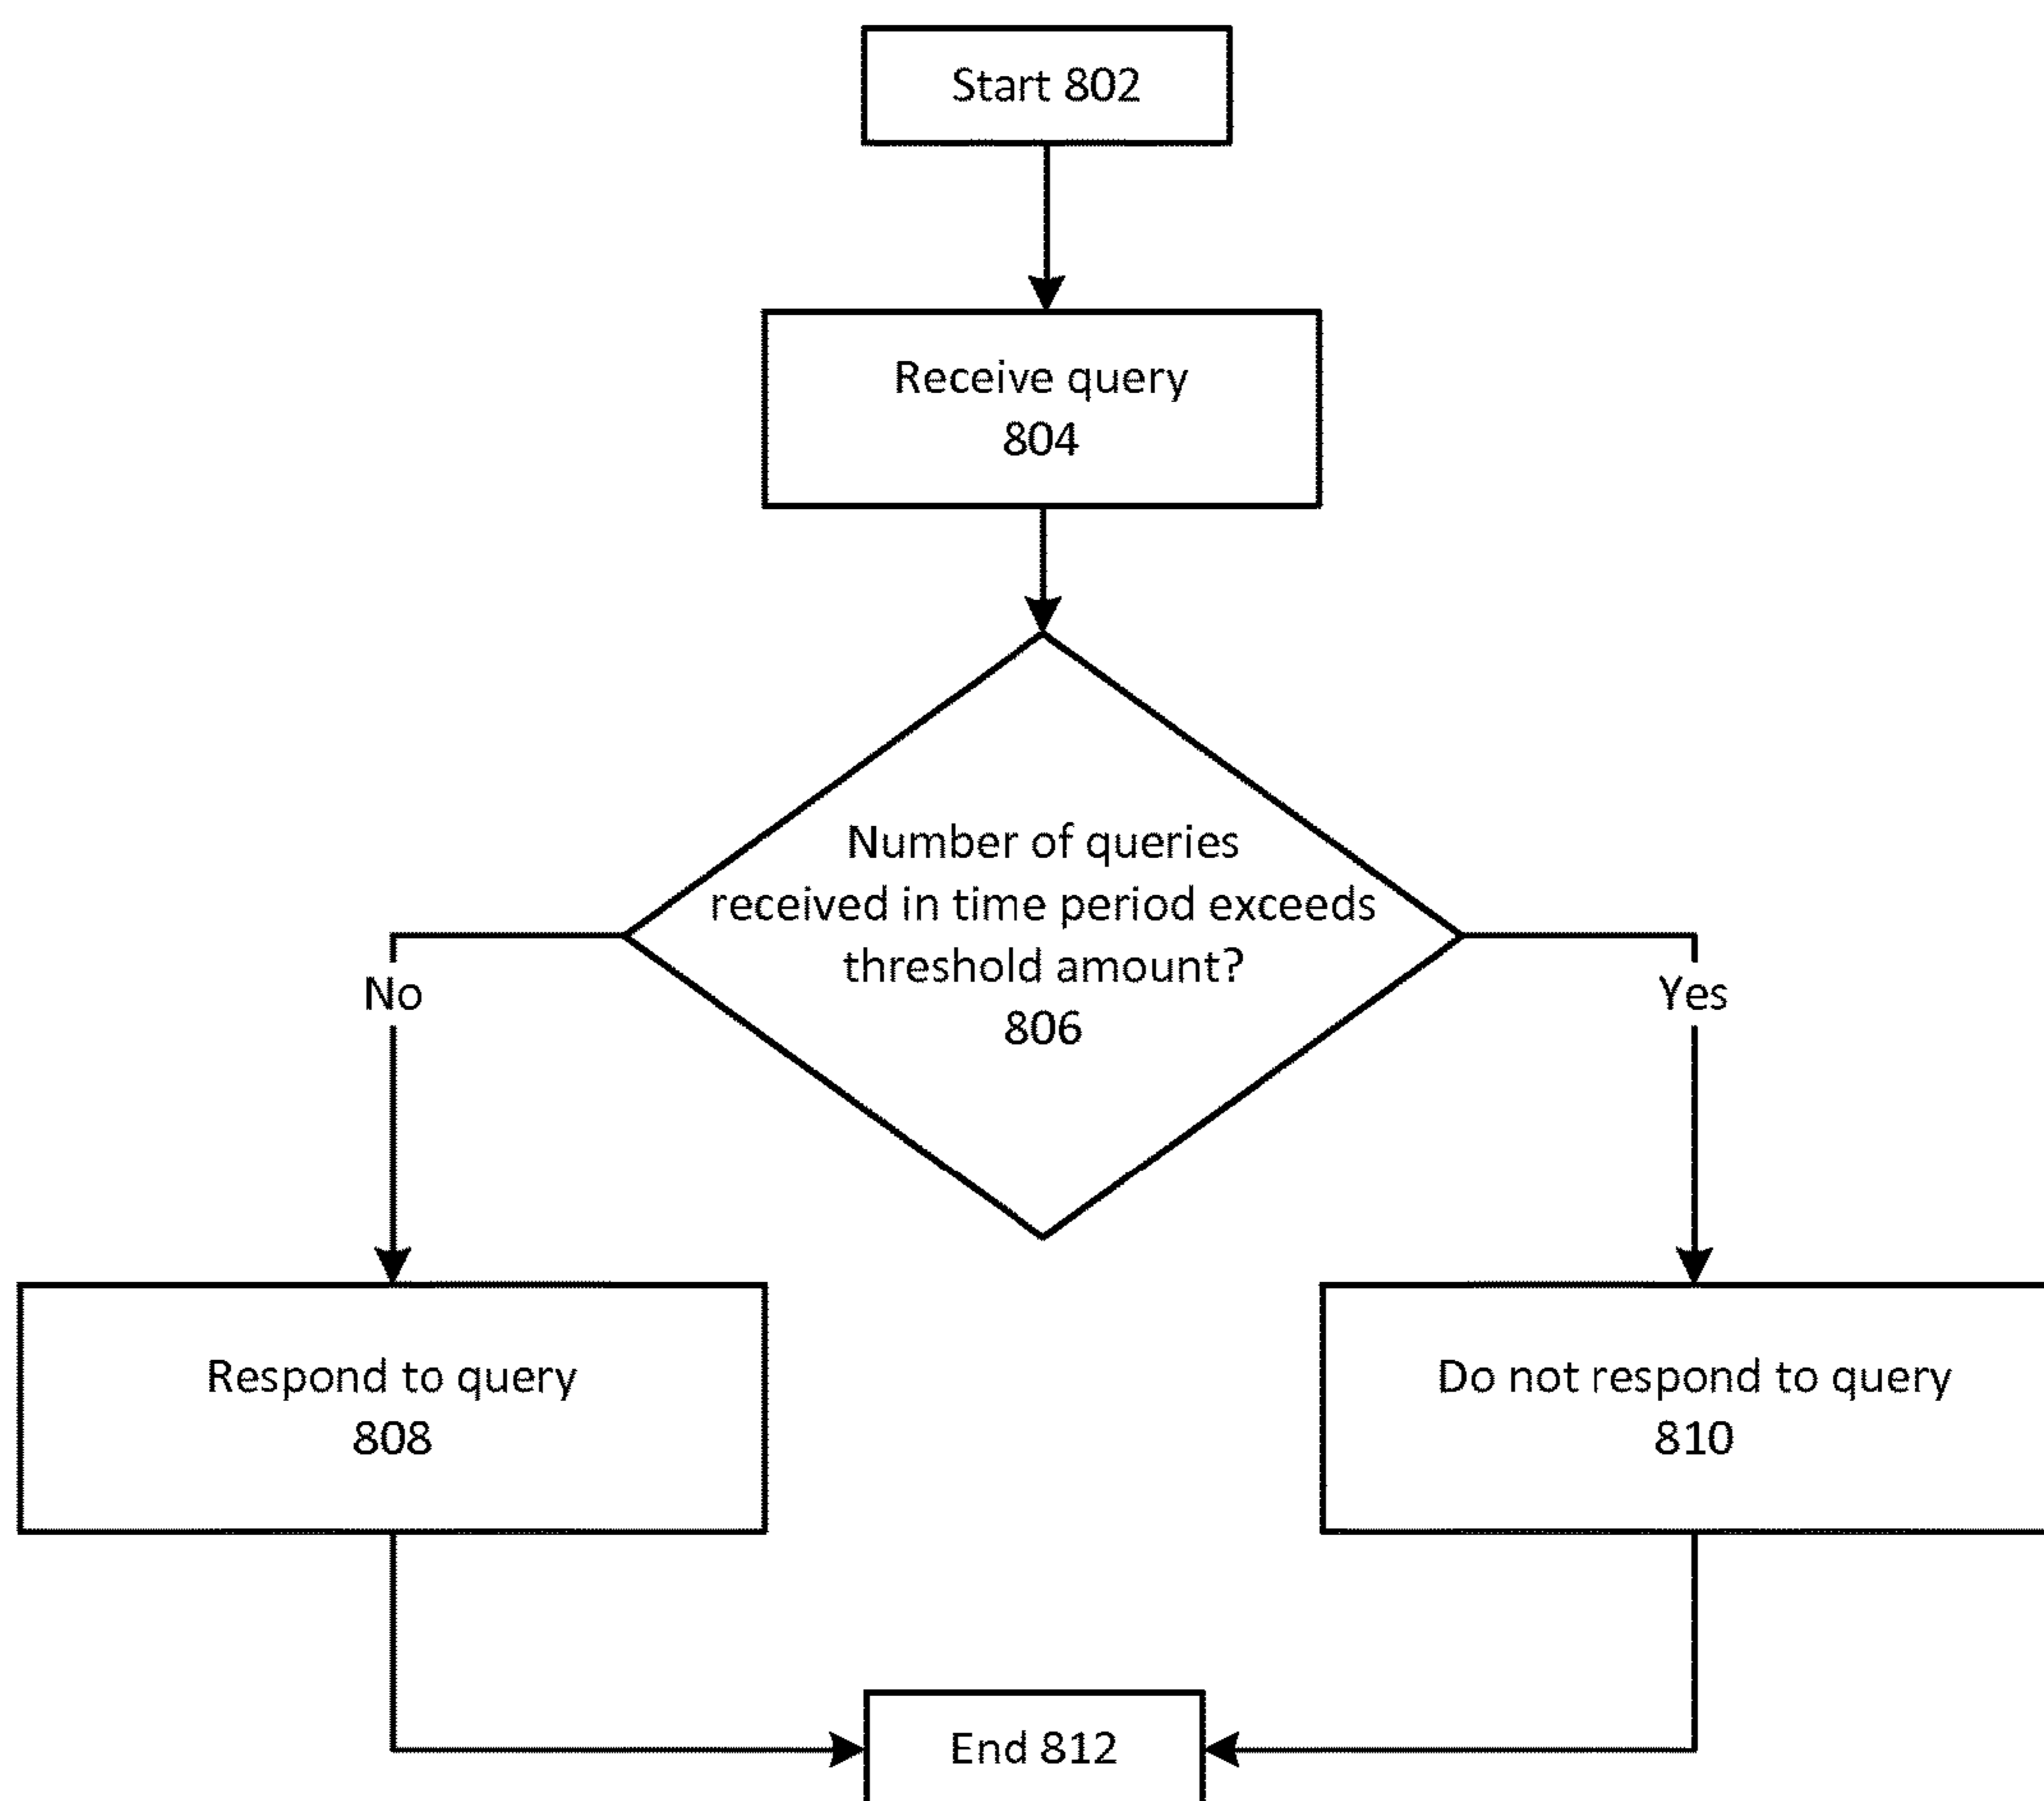 Start 802
Receive query
804
Number of queries
received in time period exceeds
threshold amount?
806
No
Yes
Respond to query
808
Do not respond to query
810
End 812